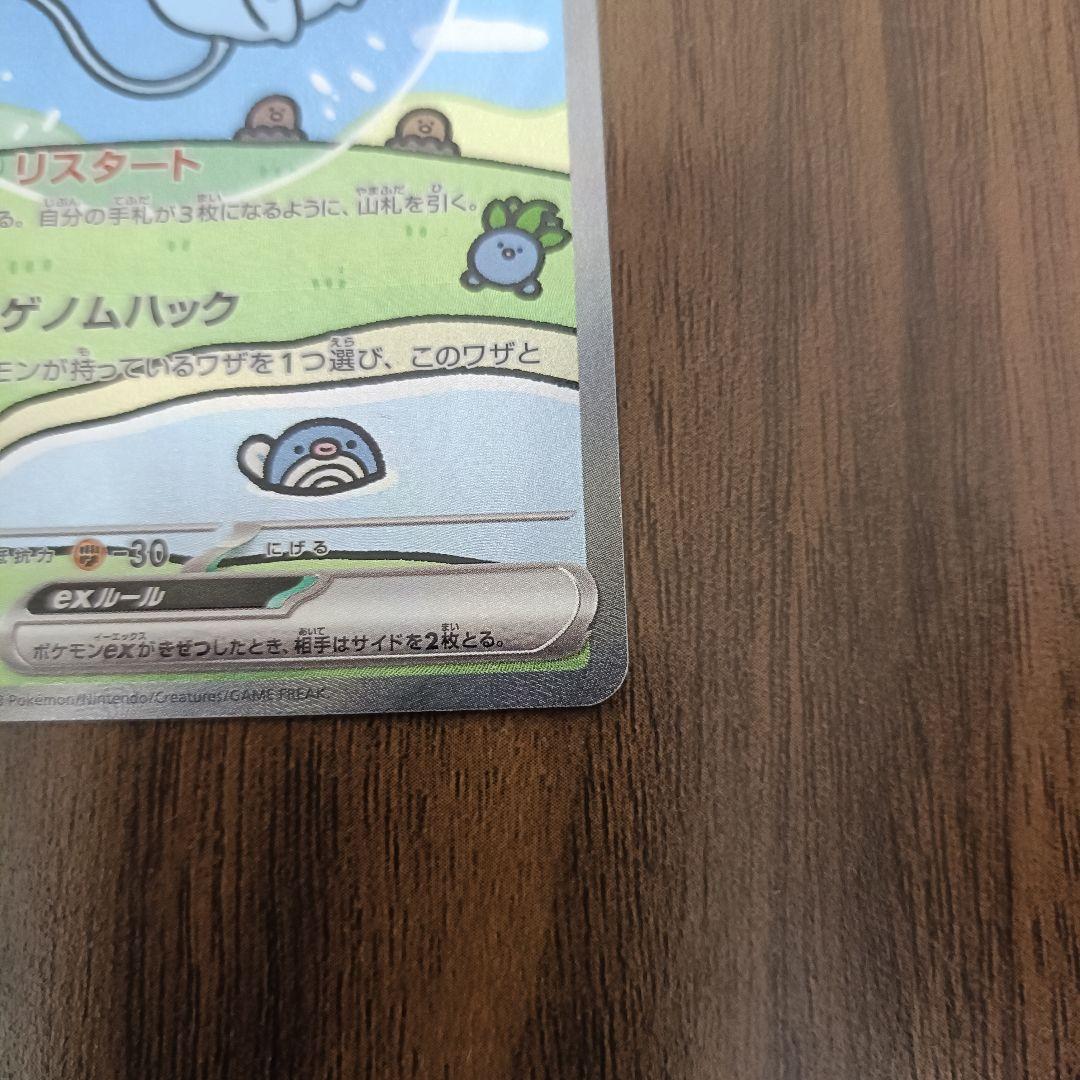 リスタート
る。自分の手札が3枚になるように、山札を引く。
ゲノムハック
モンが持っているワザを1つ選び、このワザと
抵抗力 -30 にげる
exルール
ポケモンexがきぜつしたとき、相手はサイドを2枚とる。
Pokémon/Nintendo/Creatures/GAME FREAK